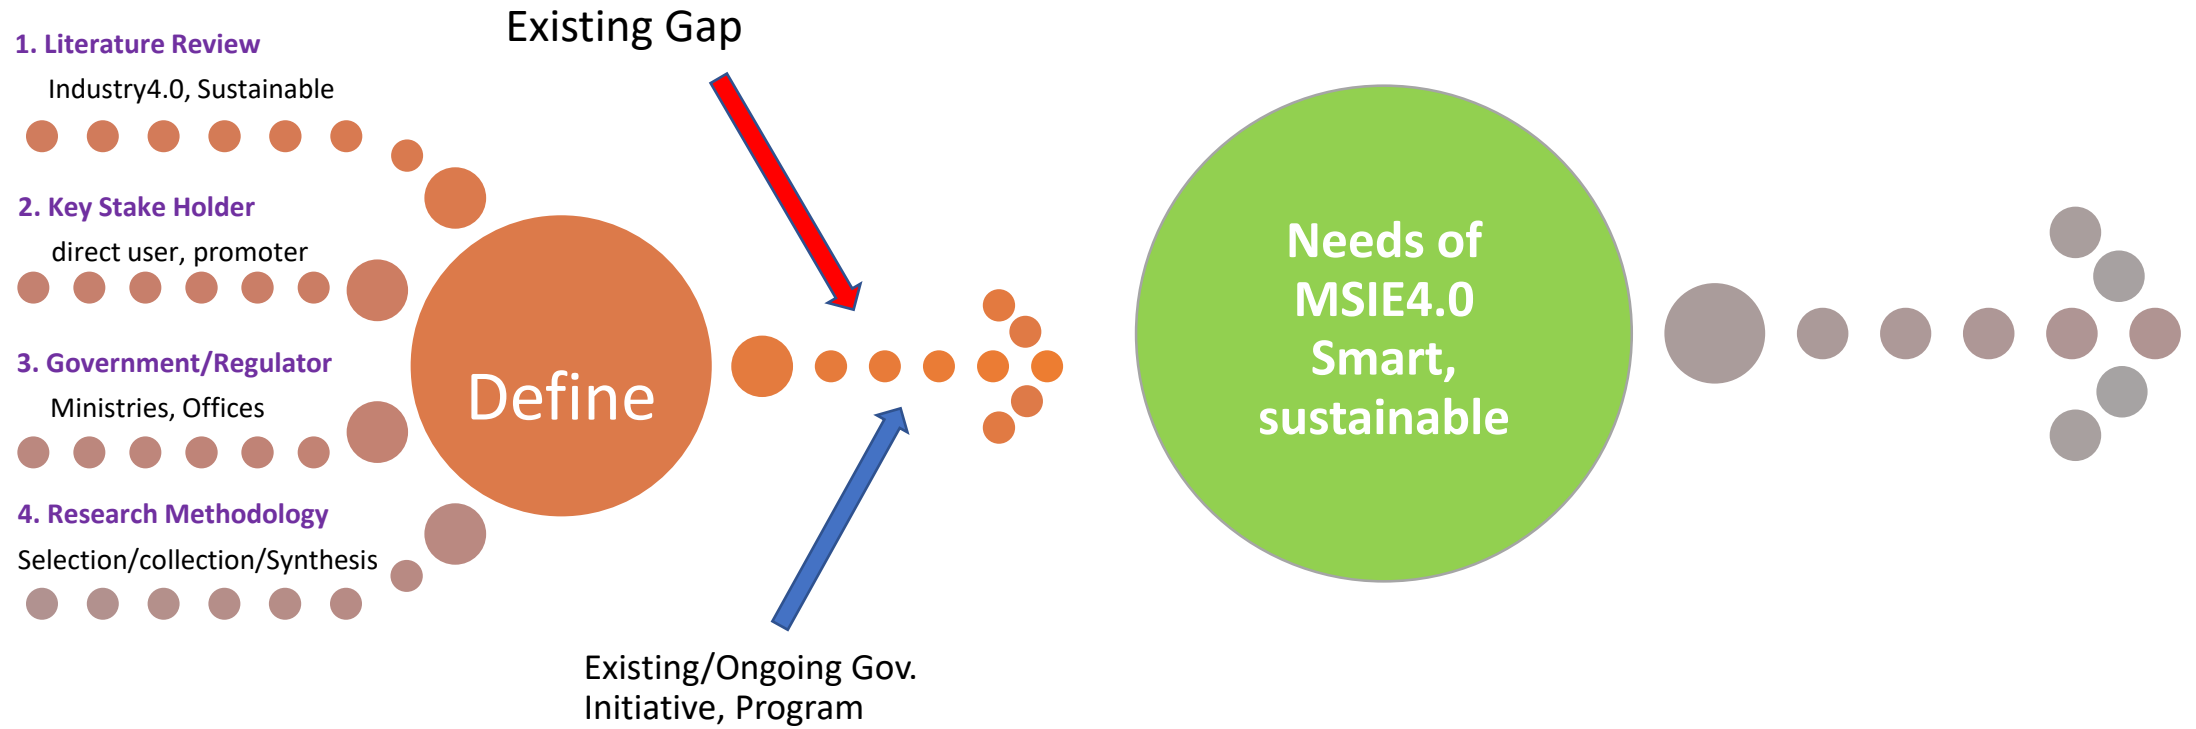 Existing Gap
1. Literature Review
Industry4.0, Sustainable
2. Key Stake Holder
direct user, promoter
3. Government/Regulator
Ministries, Offices
4. Research Methodology
Selection/collection/Synthesis
Define
Existing/Ongoing Gov.
Initiative, Program
Needs of
MSIE4.0
Smart,
sustainable